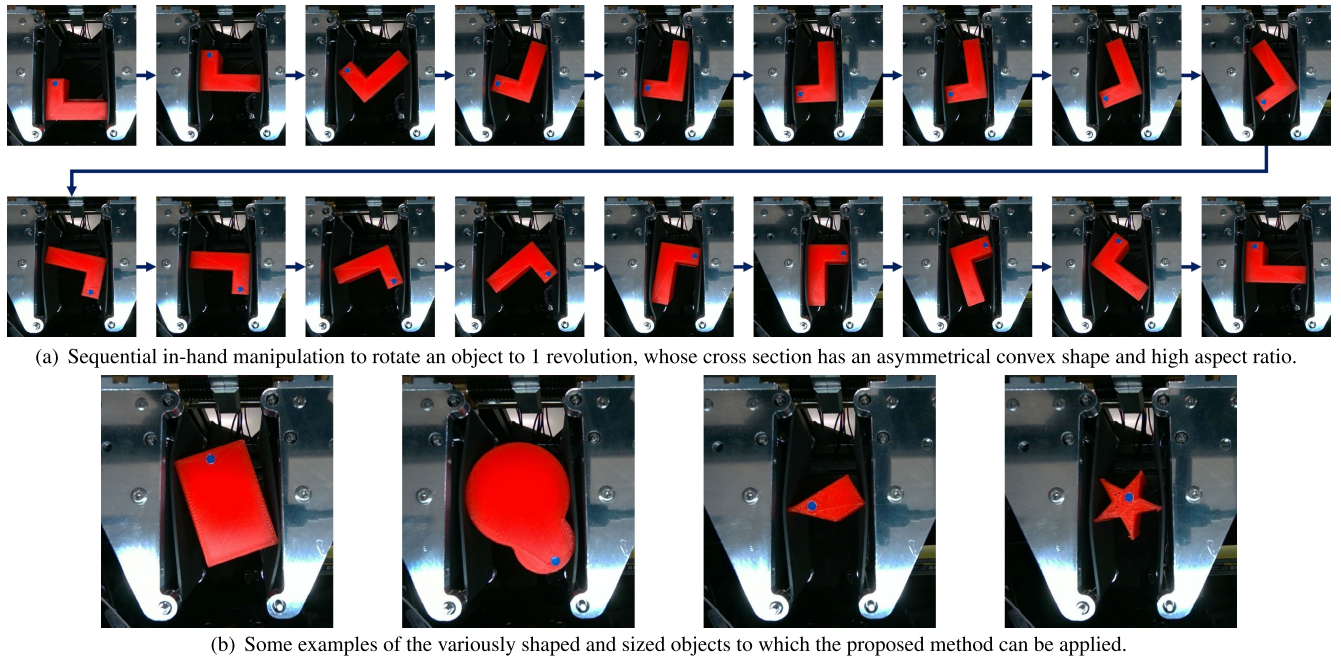 (a) Sequential in-hand manipulation to rotate an object to 1 revolution, whose cross section has an asymmetrical convex shape and high aspect ratio.
(b) Some examples of the variously shaped and sized objects to which the proposed method can be applied.